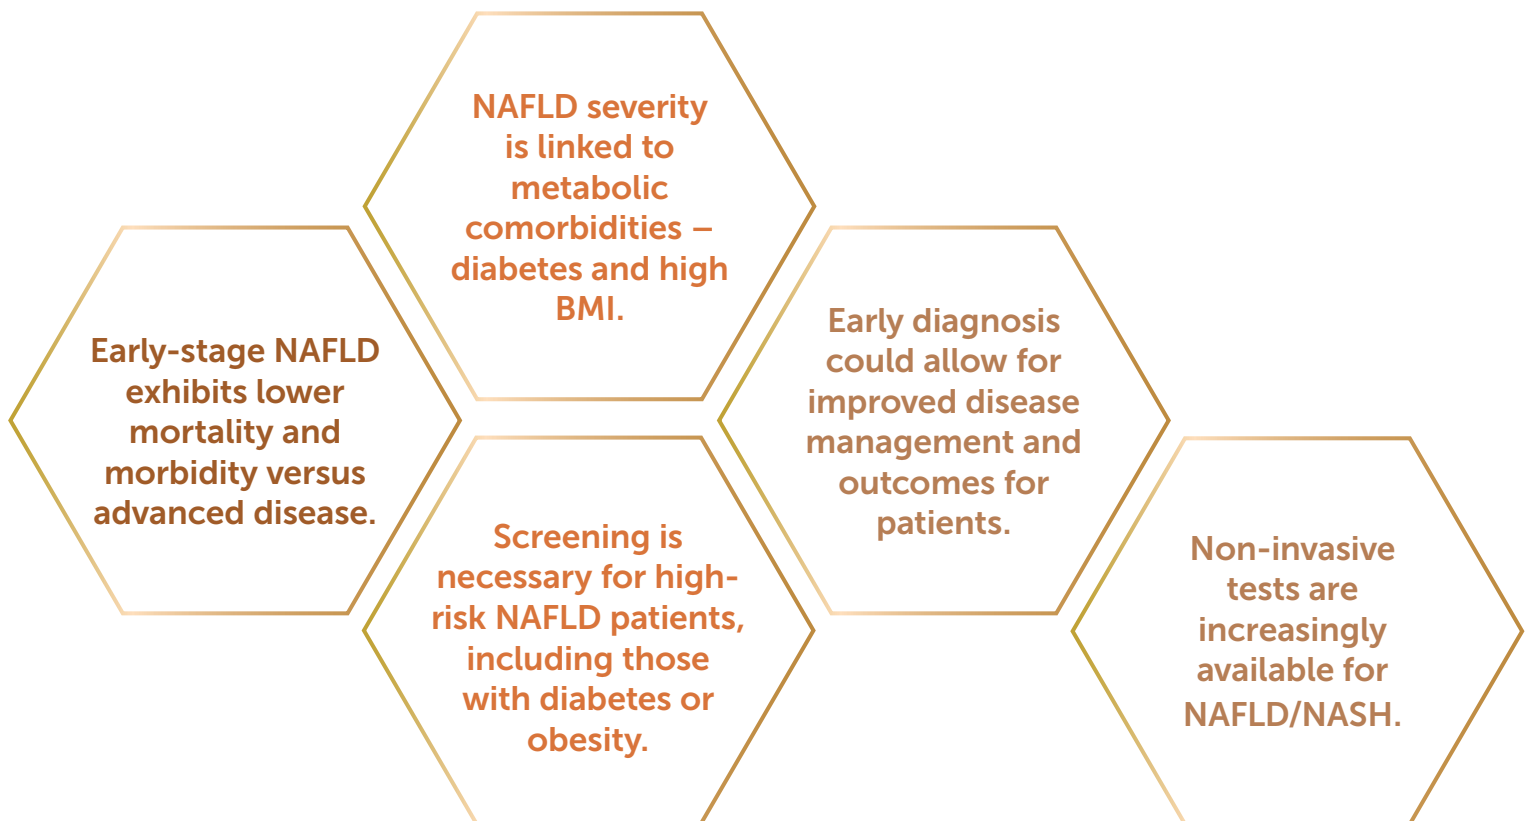 NAFLD severity
is linked to
metabolic
comorbidities –
diabetes and high
BMI.
Early-stage NAFLD
exhibits lower
mortality and
morbidity versus
advanced disease.
Early diagnosis
could allow for
improved disease
management and
outcomes for
patients.
Screening is
necessary for high-
risk NAFLD patients,
including those
with diabetes or
obesity.
Non-invasive
tests are
increasingly
available for
NAFLD/NASH.